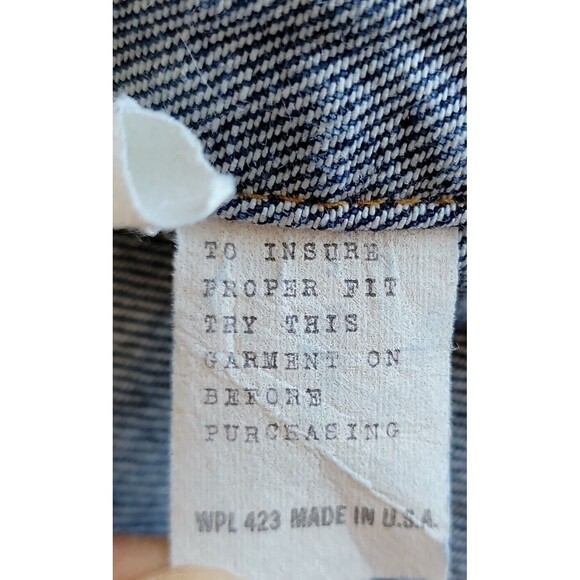 TO INSURE
PROPER FIT
TRY THIS
GARMENT ON
BEFORE
PURCHASING
WPL 423 MADE IN U.S.A.